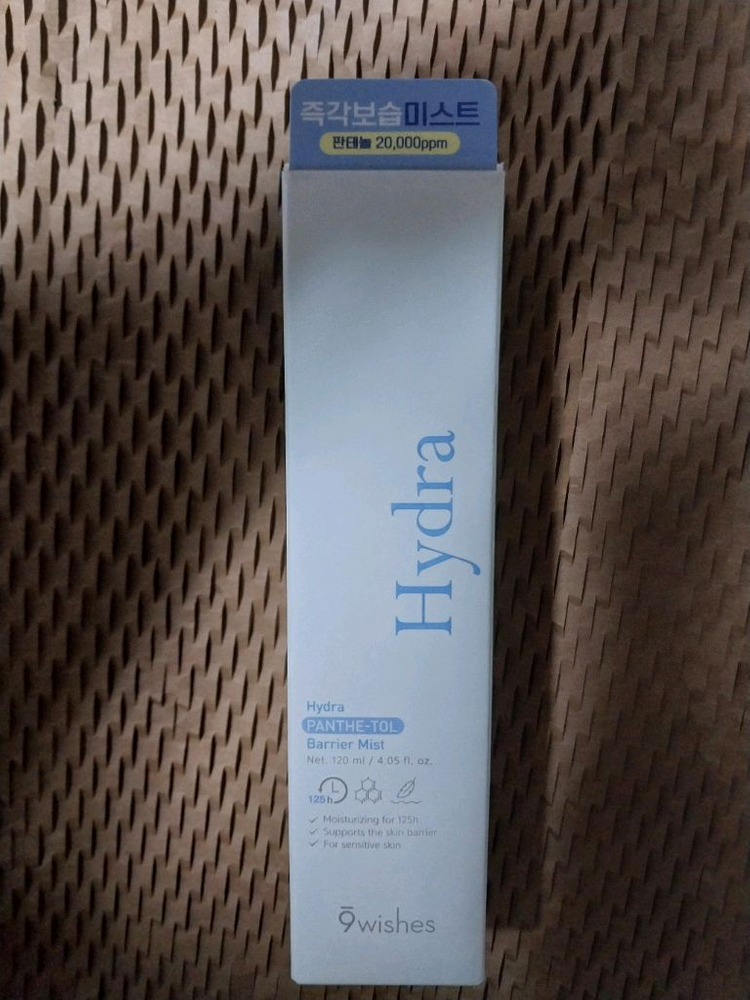 즉각보습미스트
판테놀 20,000ppm
Hydra
Hydra
PANTHE-TOL
Barrier Mist
Net. 120 ml / 4.05 fl. oz.
125h
✓ Moisturizing for 125h
✓ Supports the skin barrier
✓ For sensitive skin
9wishes